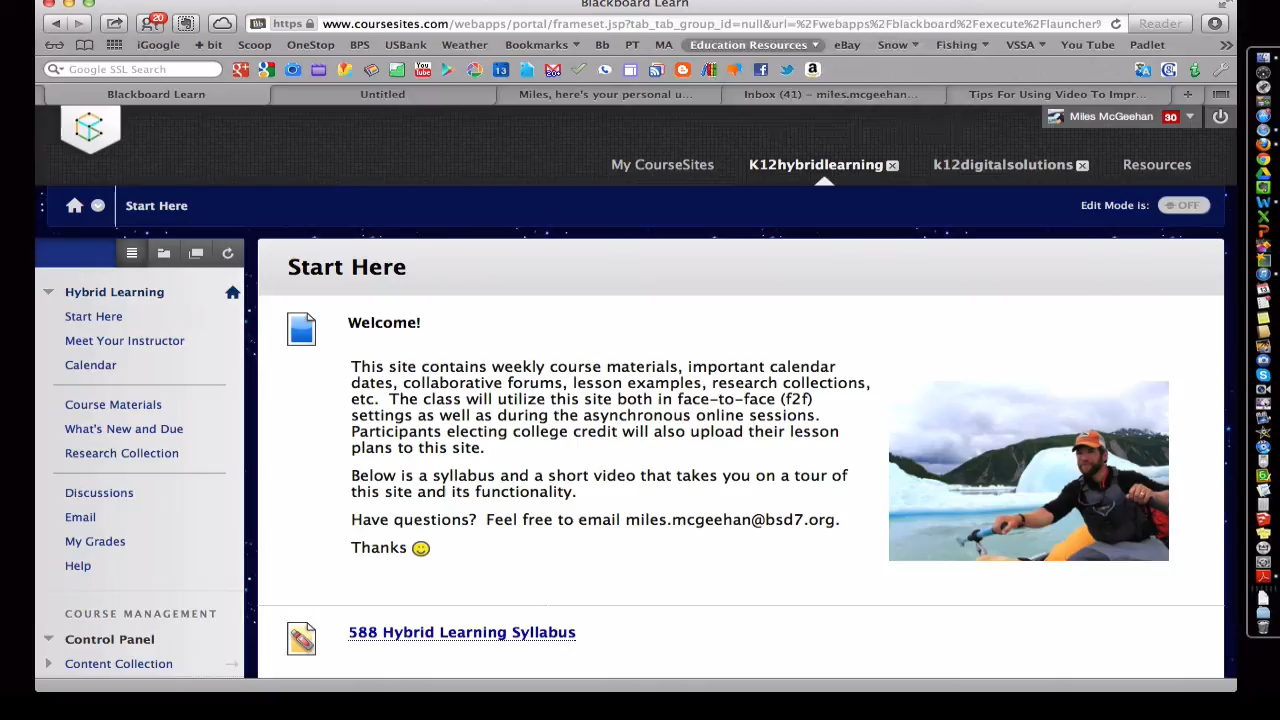 Blackboard Learn
20
https
www.coursesites.com/webapps/portal/frameset.jsp?tab_tab_group_id=null&url=%2Fwebapps%2Fblackboard%2Fexecute%2Flauncher%
Reader
iGoogle + bit Scoop OneStop BPS USBank Weather Bookmarks Bb PT MA Education Resources eBay Snow Fishing VSSA You Tube Padlet
Google SSL Search
You Tube
13
Blackboard Learn
Untitled
Miles, here's your personal u...
Inbox (41) – miles.mcgeehan...
Tips For Using Video To Impr...
Miles McGeehan 30
My CourseSites
K12hybridlearning
k12digitalsolutions
Resources
Start Here
Edit Mode is: OFF
Hybrid Learning
Start Here
Meet Your Instructor
Calendar
Course Materials
What's New and Due
Research Collection
Discussions
Email
My Grades
Help
COURSE MANAGEMENT
Control Panel
Content Collection
Start Here
Welcome!
This site contains weekly course materials, important calendar
dates, collaborative forums, lesson examples, research collections,
etc. The class will utilize this site both in face-to-face (f2f)
settings as well as during the asynchronous online sessions.
Participants electing college credit will also upload their lesson
plans to this site.
Below is a syllabus and a short video that takes you on a tour of
this site and its functionality.
Have questions? Feel free to email miles.mcgeehan@bsd7.org.
Thanks
588 Hybrid Learning Syllabus